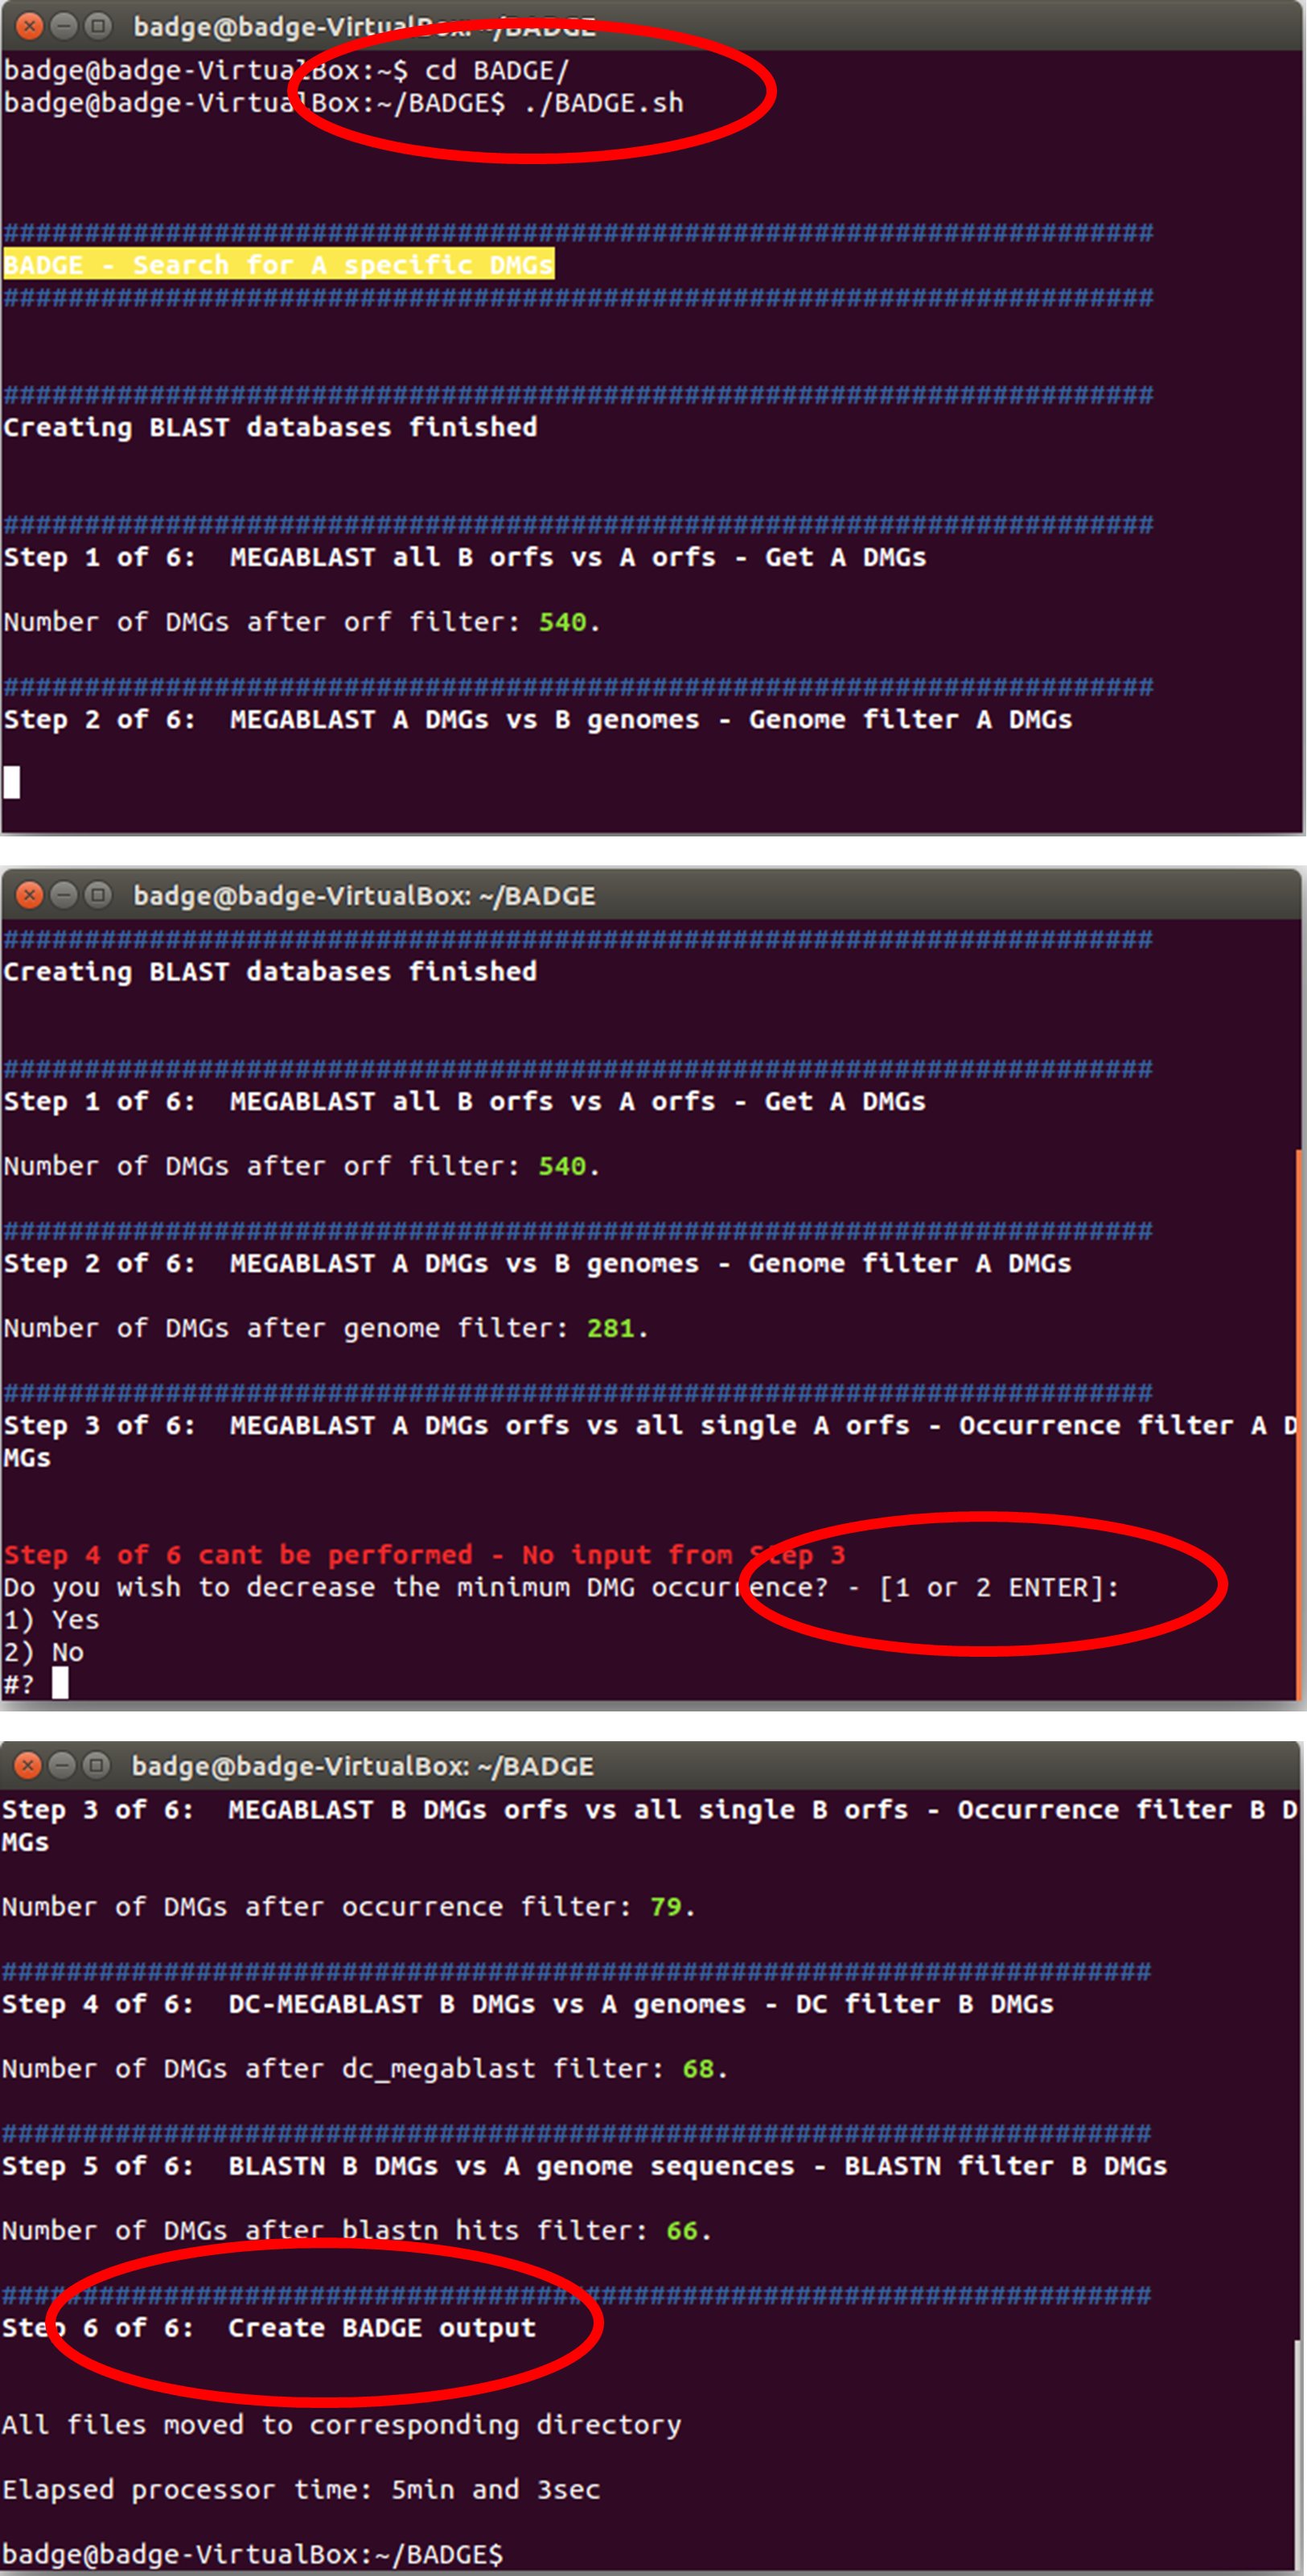 badge@badge-VirtualBox: ~/BADGE
badge@badge-VirtualBox:~$ cd BADGE/
badge@badge-VirtualBox:~/BADGE$ ./BADGE.sh
#######################################################################
BADGE - Search for A specific DMGs
#######################################################################
#######################################################################
Creating BLAST databases finished
#######################################################################
Step 1 of 6:  MEGABLAST all B orfs vs A orfs - Get A DMGs
Number of DMGs after orf filter: 540.
#######################################################################
Step 2 of 6:  MEGABLAST A DMGs vs B genomes - Genome filter A DMGs
badge@badge-VirtualBox: ~/BADGE
#######################################################################
Creating BLAST databases finished
#######################################################################
Step 1 of 6:  MEGABLAST all B orfs vs A orfs - Get A DMGs
Number of DMGs after orf filter: 540.
#######################################################################
Step 2 of 6:  MEGABLAST A DMGs vs B genomes - Genome filter A DMGs
Number of DMGs after genome filter: 281.
#######################################################################
Step 3 of 6:  MEGABLAST A DMGs orfs vs all single A orfs - Occurrence filter A D
MGs
Step 4 of 6 cant be performed - No input from Step 3
Do you wish to decrease the minimum DMG occurrence? - [1 or 2 ENTER]:
1) Yes
2) No
#?
badge@badge-VirtualBox: ~/BADGE
Step 3 of 6:  MEGABLAST B DMGs orfs vs all single B orfs - Occurrence filter B D
MGs
Number of DMGs after occurrence filter: 79.
#######################################################################
Step 4 of 6:  DC-MEGABLAST B DMGs vs A genomes - DC filter B DMGs
Number of DMGs after dc_megablast filter: 68.
#######################################################################
Step 5 of 6:  BLASTN B DMGs vs A genome sequences - BLASTN filter B DMGs
Number of DMGs after blastn hits filter: 66.
#######################################################################
Step 6 of 6:  Create BADGE output
All files moved to corresponding directory
Elapsed processor time: 5min and 3sec
badge@badge-VirtualBox:~/BADGE$